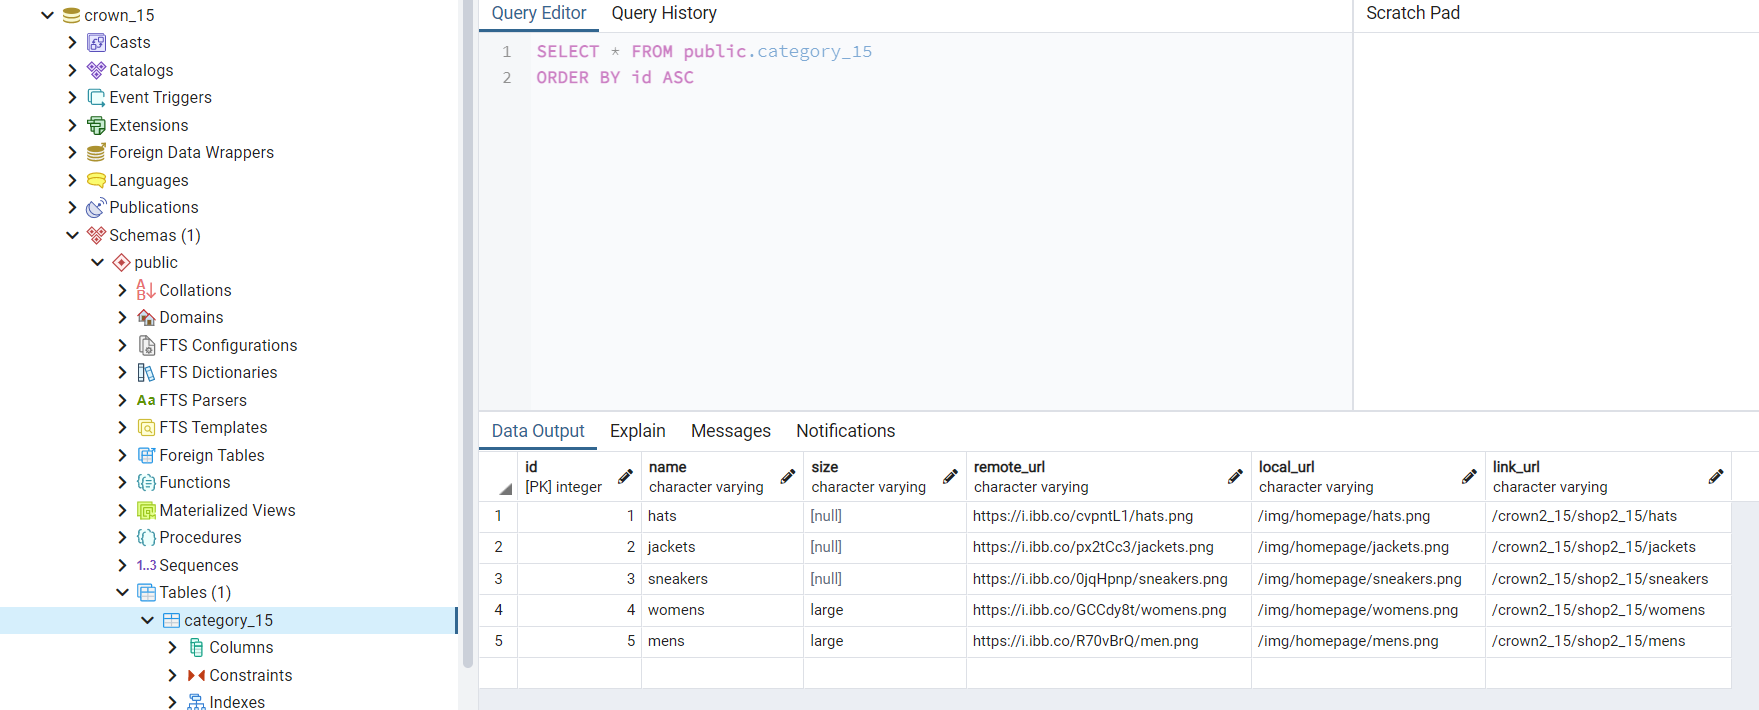 crown_15
Casts
Catalogs
Event Triggers
Extensions
Foreign Data Wrappers
Languages
Publications
Schemas (1)
public
Collations
Domains
FTS Configurations
FTS Dictionaries
Aa FTS Parsers
FTS Templates
Foreign Tables
Functions
Materialized Views
Procedures
1..3 Sequences
Tables (1)
category_15
Columns
Constraints
Indexes
Query Editor Query History
1 SELECT * FROM public.category_15
2 ORDER BY id ASC
Scratch Pad
Data Output Explain Messages Notifications
id name size remote_url local_url link_url
[PK] integer character varying character varying character varying character varying character varying
1 1 hats [null] https://i.ibb.co/cvpntL1/hats.png /img/homepage/hats.png /crown2_15/shop2_15/hats
2 2 jackets [null] https://i.ibb.co/px2tCc3/jackets.png /img/homepage/jackets.png /crown2_15/shop2_15/jackets
3 3 sneakers [null] https://i.ibb.co/0jqHpnp/sneakers.png /img/homepage/sneakers.png /crown2_15/shop2_15/sneakers
4 4 womens large https://i.ibb.co/GCCdy8t/womens.png /img/homepage/womens.png /crown2_15/shop2_15/womens
5 5 mens large https://i.ibb.co/R70vBrQ/men.png /img/homepage/mens.png /crown2_15/shop2_15/mens